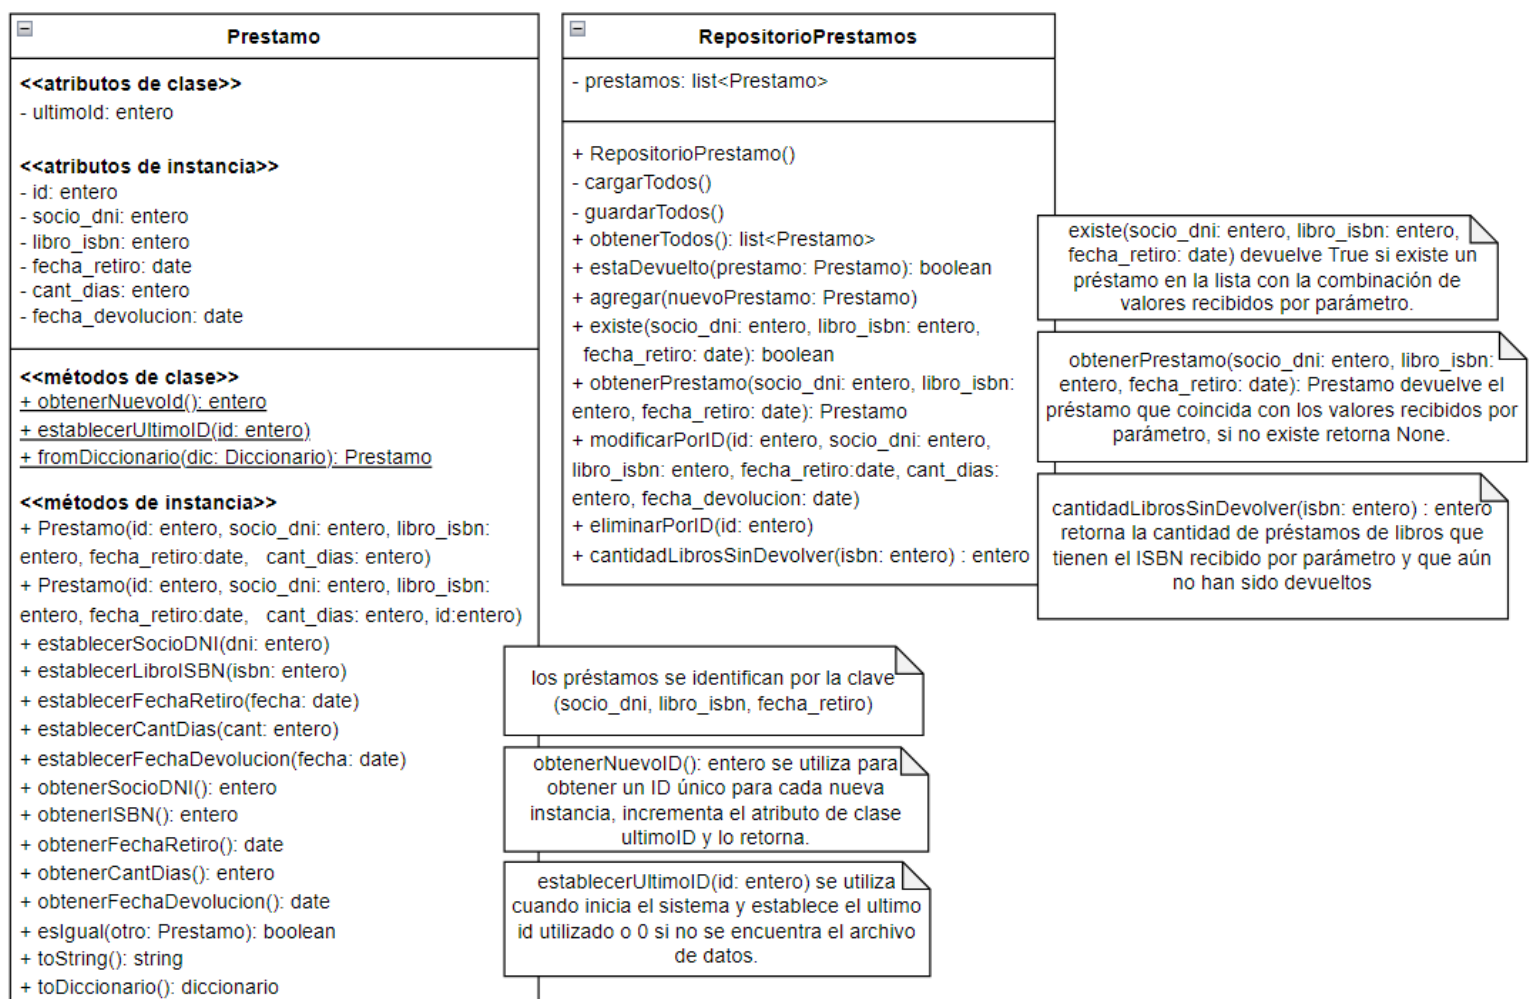 Prestamo
<<atributos de clase>>
- ultimoId: entero
<<atributos de instancia>>
- id: entero
- socio_dni: entero
- libro_isbn: entero
- fecha_retiro: date
- cant_dias: entero
- fecha_devolucion: date
<<métodos de clase>>
+ obtenerNuevoId(): entero
+ establecerUltimoID(id: entero)
+ fromDiccionario(dic: Diccionario): Prestamo
<<métodos de instancia>>
+ Prestamo(id: entero, socio_dni: entero, libro_isbn:
entero, fecha_retiro:date, cant_dias: entero)
+ Prestamo(id: entero, socio_dni: entero, libro_isbn:
entero, fecha_retiro:date, cant_dias: entero, id:entero)
+ establecerSocioDNI(dni: entero)
+ establecerLibroISBN(isbn: entero)
+ establecerFechaRetiro(fecha: date)
+ establecerCantDias(cant: entero)
+ establecerFechaDevolucion(fecha: date)
+ obtenerSocioDNI(): entero
+ obtenerISBN(): entero
+ obtenerFechaRetiro(): date
+ obtenerCantDias(): entero
+ obtenerFechaDevolucion(): date
+ esIgual(otro: Prestamo): boolean
+ toString(): string
+ toDiccionario(): diccionario
RepositorioPrestamos
- prestamos: list<Prestamo>
+ RepositorioPrestamo()
- cargarTodos()
- guardarTodos()
+ obtenerTodos(): list<Prestamo>
+ estaDevuelto(prestamo: Prestamo): boolean
+ agregar(nuevoPrestamo: Prestamo)
+ existe(socio_dni: entero, libro_isbn: entero,
fecha_retiro: date): boolean
+ obtenerPrestamo(socio_dni: entero, libro_isbn:
entero, fecha_retiro: date): Prestamo
+ modificarPorID(id: entero, socio_dni: entero,
libro_isbn: entero, fecha_retiro:date, cant_dias:
entero, fecha_devolucion: date)
+ eliminarPorID(id: entero)
+ cantidadLibrosSinDevolver(isbn: entero) : entero
existe(socio_dni: entero, libro_isbn: entero,
fecha_retiro: date) devuelve True si existe un
préstamo en la lista con la combinación de
valores recibidos por parámetro.
obtenerPrestamo(socio_dni: entero, libro_isbn:
entero, fecha_retiro: date): Prestamo devuelve el
préstamo que coincida con los valores recibidos por
parámetro, si no existe retorna None.
cantidadLibrosSinDevolver(isbn: entero) : entero
retorna la cantidad de préstamos de libros que
tienen el ISBN recibido por parámetro y que aún
no han sido devueltos
los préstamos se identifican por la clave
(socio_dni, libro_isbn, fecha_retiro)
obtenerNuevoID(): entero se utiliza para
obtener un ID único para cada nueva
instancia, incrementa el atributo de clase
ultimoID y lo retorna.
establecerUltimoID(id: entero) se utiliza
cuando inicia el sistema y establece el ultimo
id utilizado o 0 si no se encuentra el archivo
de datos.